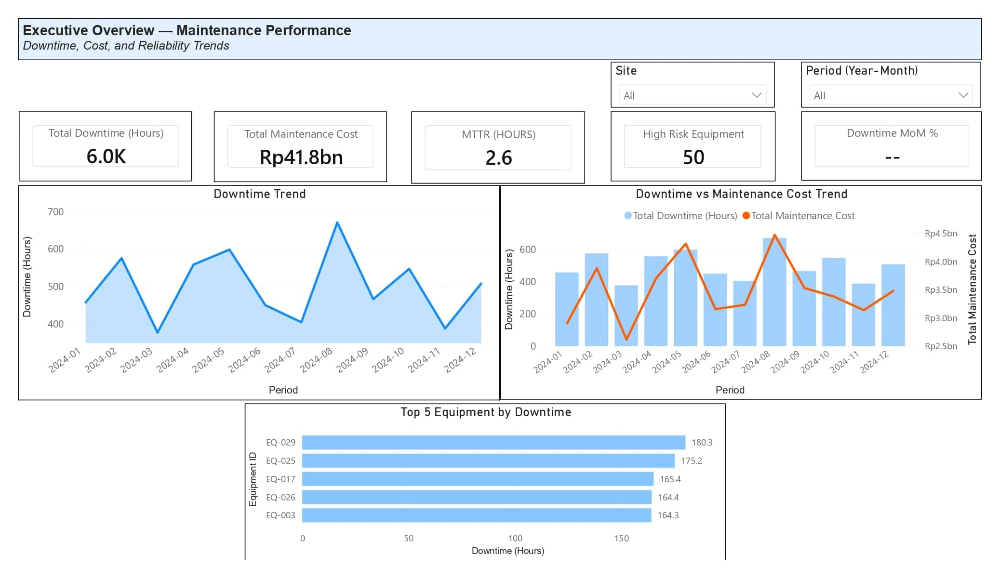 Executive Overview — Maintenance Performance
Downtime, Cost, and Reliability Trends
Site
All
Period (Year-Month)
All
Total Downtime (Hours)
6.0K
Total Maintenance Cost
Rp41.8bn
MTTR (HOURS)
2.6
High Risk Equipment
50
Downtime MoM %
--
Downtime Trend
Downtime (Hours)
700
600
500
400
2024-01
2024-02
2024-03
2024-04
2024-05
2024-06
2024-07
2024-08
2024-09
2024-10
2024-11
2024-12
Period
Downtime vs Maintenance Cost Trend
Total Downtime (Hours)
Total Maintenance Cost
Downtime (Hours)
600
400
200
0
Rp4.5bn
Rp4.0bn
Rp3.5bn
Rp3.0bn
Rp2.5bn
Total Maintenance Cost
2024-01
2024-02
2024-03
2024-04
2024-05
2024-06
2024-07
2024-08
2024-09
2024-10
2024-11
2024-12
Period
Top 5 Equipment by Downtime
Equipment ID
EQ-029 180.3
EQ-025 175.2
EQ-017 165.4
EQ-026 164.4
EQ-003 164.3
0 50 100 150
Downtime (Hours)